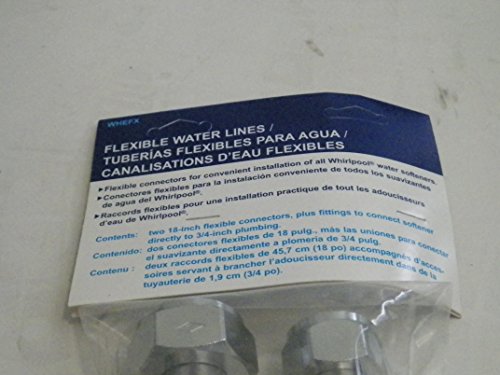 WHEFX
FLEXIBLE WATER LINES /
TUBERÍAS FLEXIBLES PARA AGUA /
CANALISATIONS D'EAU FLEXIBLES
▸Flexible connectors for convenient installation of all Whirlpool® water softeners.
▸Conectores flexibles para la instalación conveniente de todos los suavizantes
de agua del Whirlpool®.
▸Raccords flexibles pour une installation practique de tout les adoucisseurs
d'eau de Whirlpool®.
Contents: two 18-inch flexible connectors, plus fittings to connect softener
directly to 3/4-inch plumbing.
Contenido: dos conectores flexibles de 18 pulg., más las uniones para conectar
el suavizante directamente a plomería de 3/4 pulg.
Contenu : deux raccords flexibles de 45,7 cm (18 po) accompagnés d'acces-
soires servant à brancher l'adoucisseur directement dans de la
tuyauterie de 1,9 cm (3/4 po).